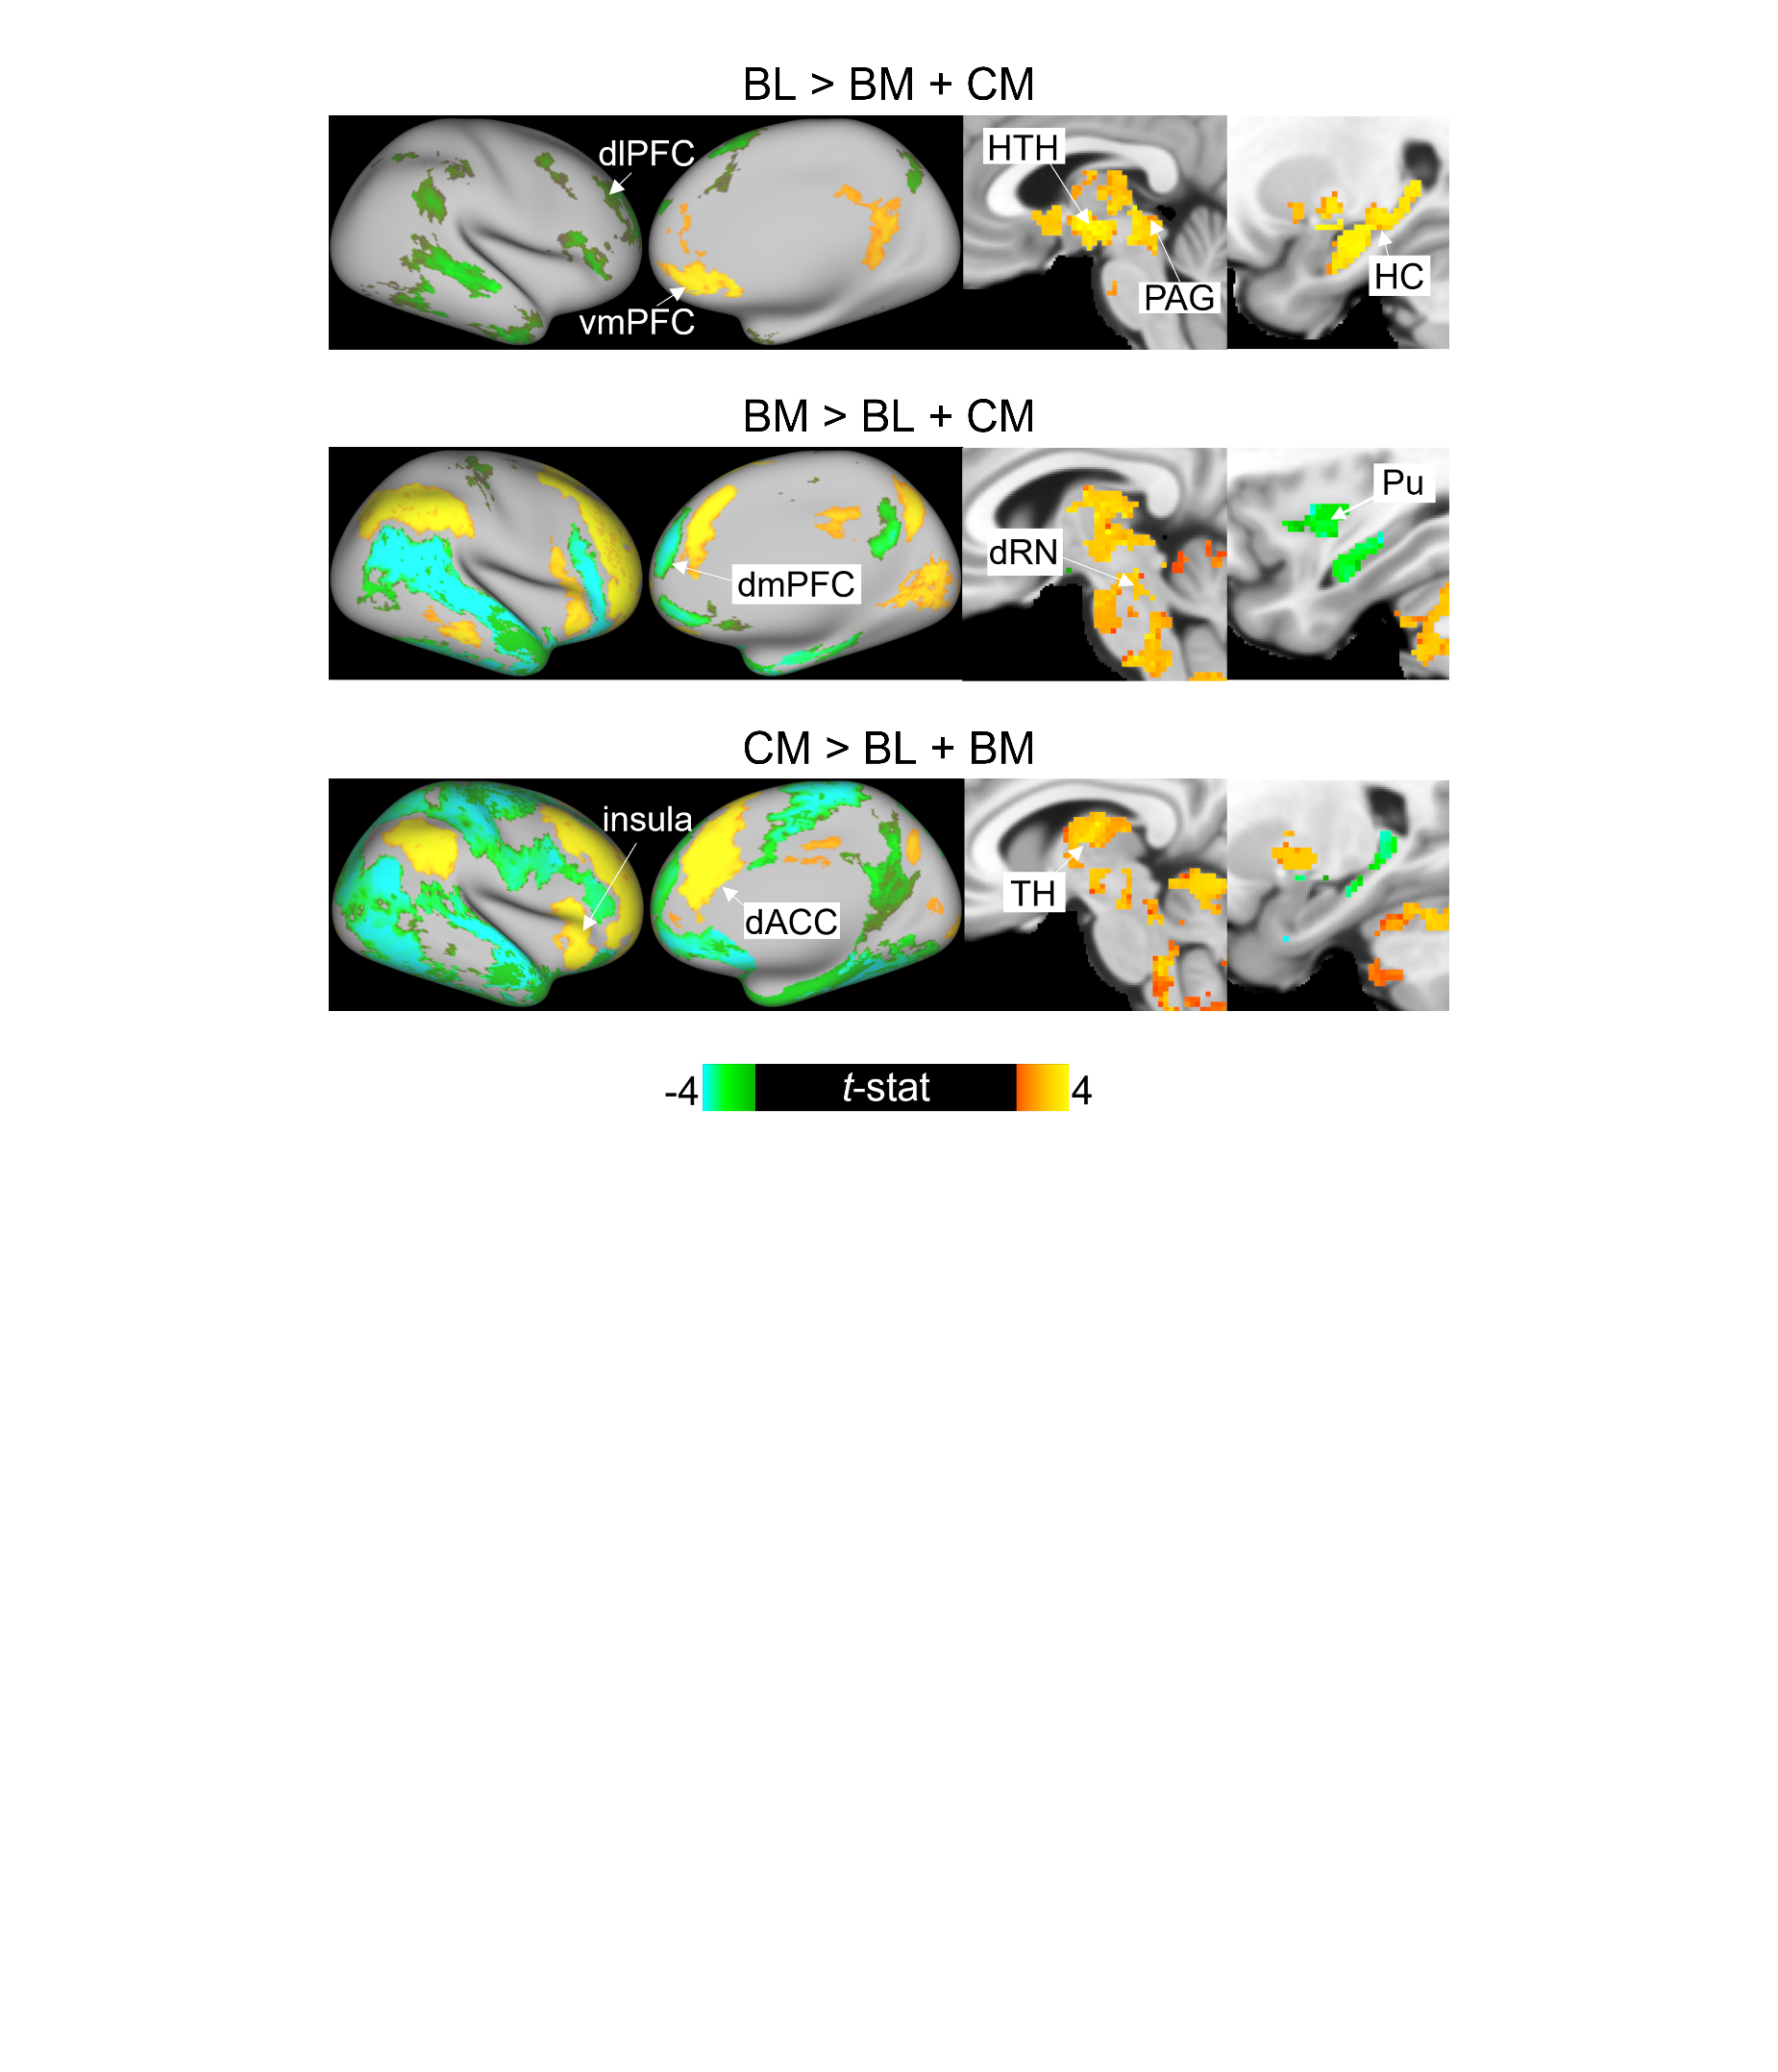 BL > BM + CM
dlPFC
vmPFC
HTH
PAG
HC
BM > BL + CM
dmPFC
dRN
Pu
CM > BL + BM
insula
dACC
TH
-4 t-stat 4